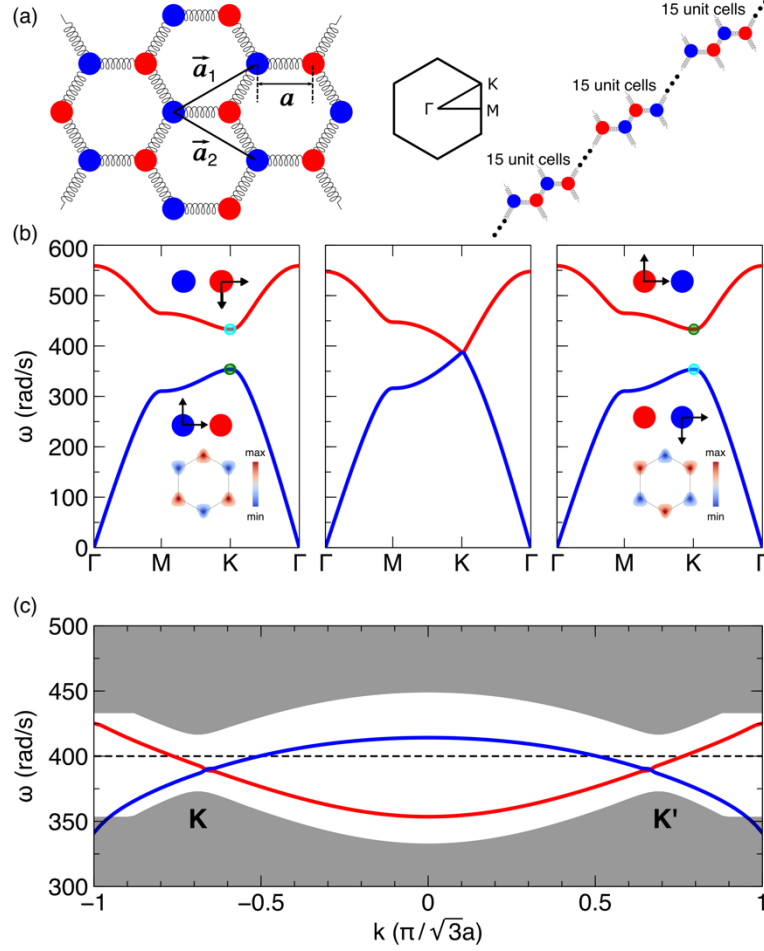 (a)
a⃗₁
a
a⃗₂
Γ
K
M
15 unit cells
15 unit cells
15 unit cells
(b)
ω (rad/s)
600
500
400
300
200
100
0
max
min
Γ M K Γ
Γ M K Γ
max
min
Γ M K Γ
(c)
ω (rad/s)
500
450
400
350
300
K
K'
−1 −0.5 0 0.5 1
k (π/√3a)